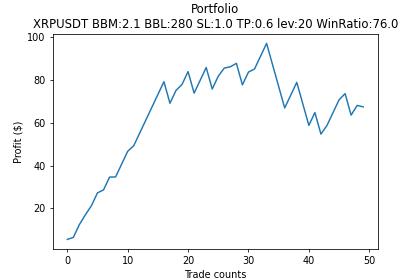 Portfolio
XRPUSDT BBM:2.1 BBL:280 SL:1.0 TP:0.6 lev:20 WinRatio:76.0
100
80
60
40
20
Profit ($)
0 10 20 30 40 50
Trade counts